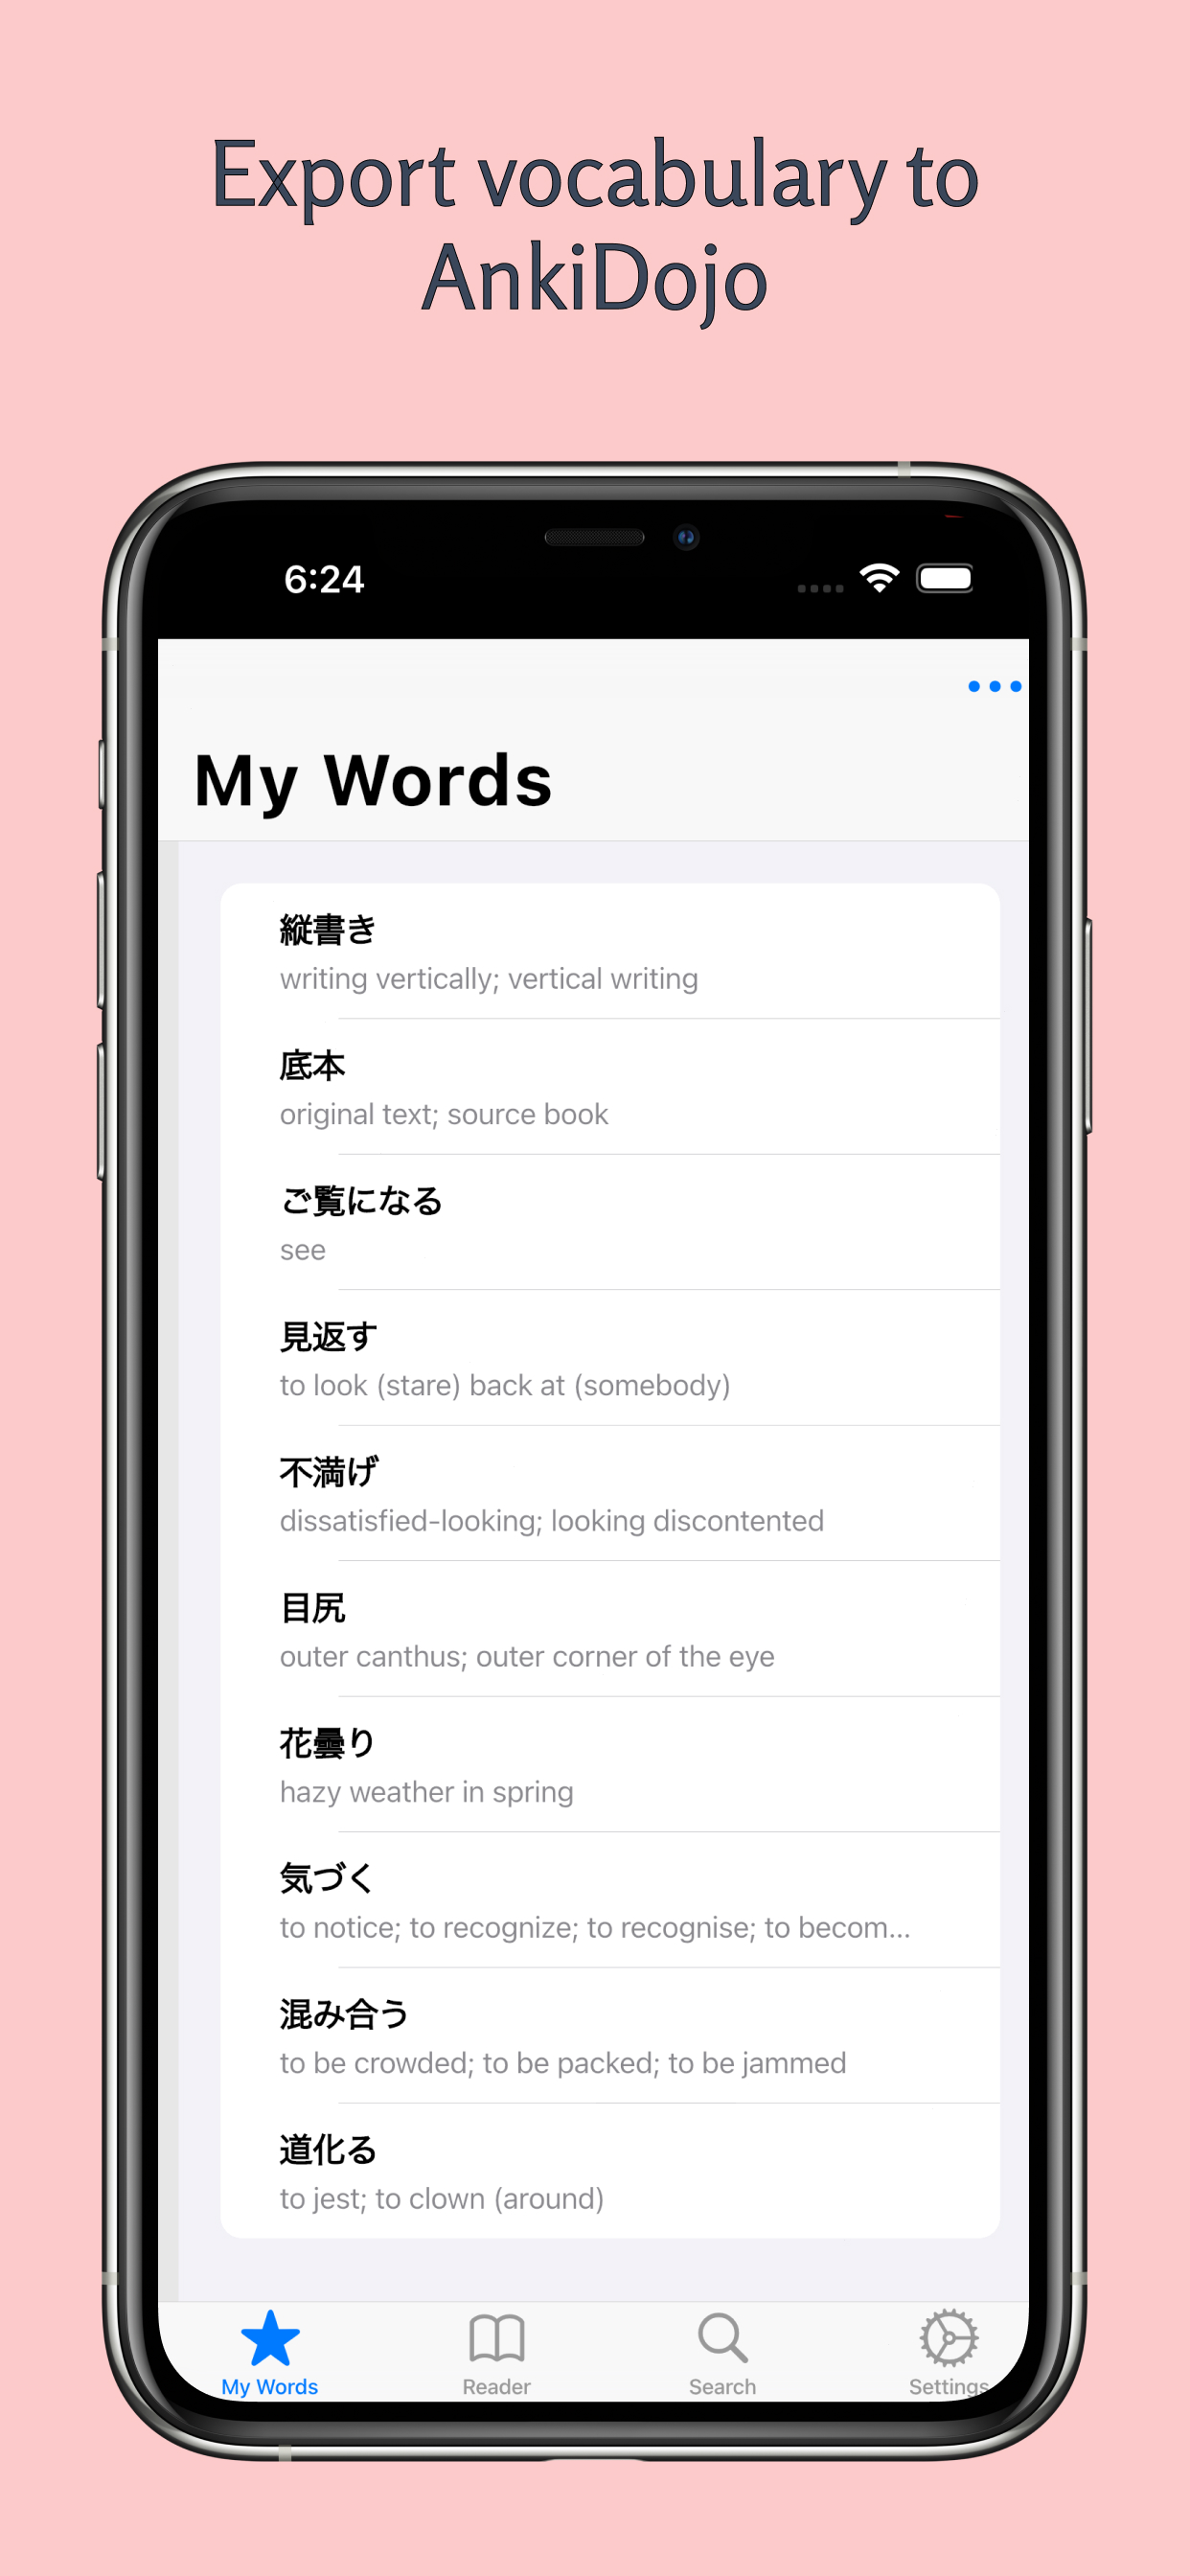 Export vocabulary to
AnkiDojo
6:24
My Words
縦書き
writing vertically; vertical writing
底本
original text; source book
ご覧になる
see
見返す
to look (stare) back at (somebody)
不満げ
dissatisfied-looking; looking discontented
目尻
outer canthus; outer corner of the eye
花曇り
hazy weather in spring
気づく
to notice; to recognize; to recognise; to becom...
混み合う
to be crowded; to be packed; to be jammed
道化る
to jest; to clown (around)
My Words Reader Search Settings